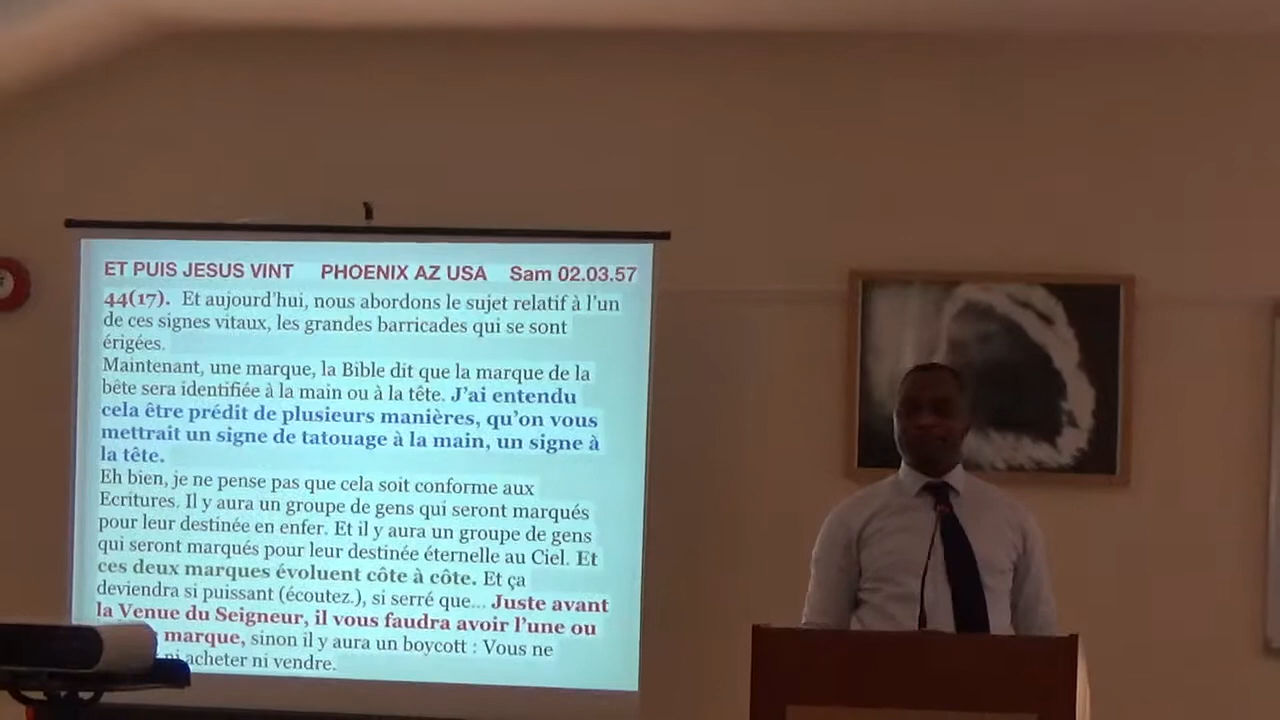 ET PUIS JESUS VINT PHOENIX AZ USA Sam 02.03.57
44(17). Et aujourd'hui, nous abordons le sujet relatif à l'un
de ces signes vitaux, les grandes barricades qui se sont
érigées.
Maintenant, une marque, la Bible dit que la marque de la
bête sera identifiée à la main ou à la tête. J'ai entendu
cela être prédit de plusieurs manières, qu'on vous
mettrait un signe de tatouage à la main, un signe à
la tête.
Eh bien, je ne pense pas que cela soit conforme aux
Ecritures. Il y aura un groupe de gens qui seront marqués
pour leur destinée en enfer. Et il y aura un groupe de gens
qui seront marqués pour leur destinée éternelle au Ciel. Et
ces deux marques évoluent côte à côte. Et ça
deviendra si puissant (écoutez.), si serré que... Juste avant
la Venue du Seigneur, il vous faudra avoir l'une ou
marque, sinon il y aura un boycott : Vous ne
ni acheter ni vendre.